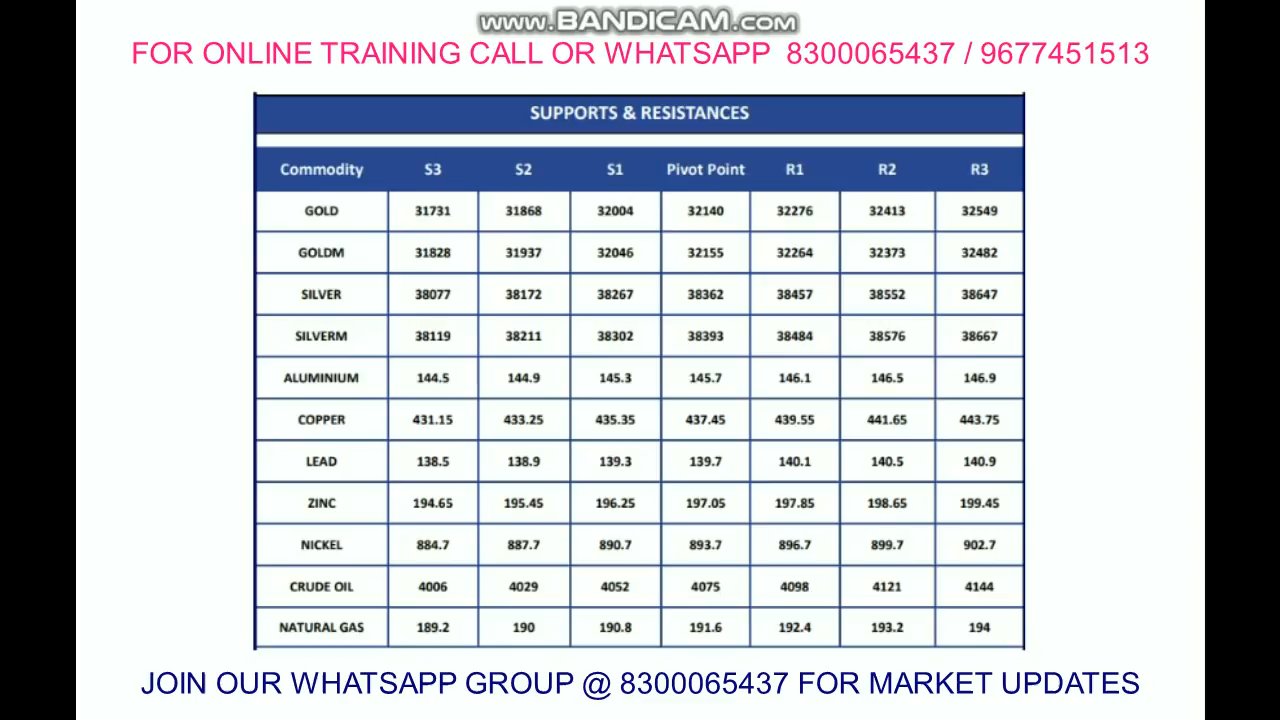 www.BANDICAM.com
FOR ONLINE TRAINING CALL OR WHATSAPP 8300065437 / 9677451513
SUPPORTS & RESISTANCES
Commodity S3 S2 S1 Pivot Point R1 R2 R3
GOLD 31731 31868 32004 32140 32276 32413 32549
GOLDM 31828 31937 32046 32155 32264 32373 32482
SILVER 38077 38172 38267 38362 38457 38552 38647
SILVERM 38119 38211 38302 38393 38484 38576 38667
ALUMINIUM 144.5 144.9 145.3 145.7 146.1 146.5 146.9
COPPER 431.15 433.25 435.35 437.45 439.55 441.65 443.75
LEAD 138.5 138.9 139.3 139.7 140.1 140.5 140.9
ZINC 194.65 195.45 196.25 197.05 197.85 198.65 199.45
NICKEL 884.7 887.7 890.7 893.7 896.7 899.7 902.7
CRUDE OIL 4006 4029 4052 4075 4098 4121 4144
NATURAL GAS 189.2 190 190.8 191.6 192.4 193.2 194
JOIN OUR WHATSAPP GROUP @ 8300065437 FOR MARKET UPDATES